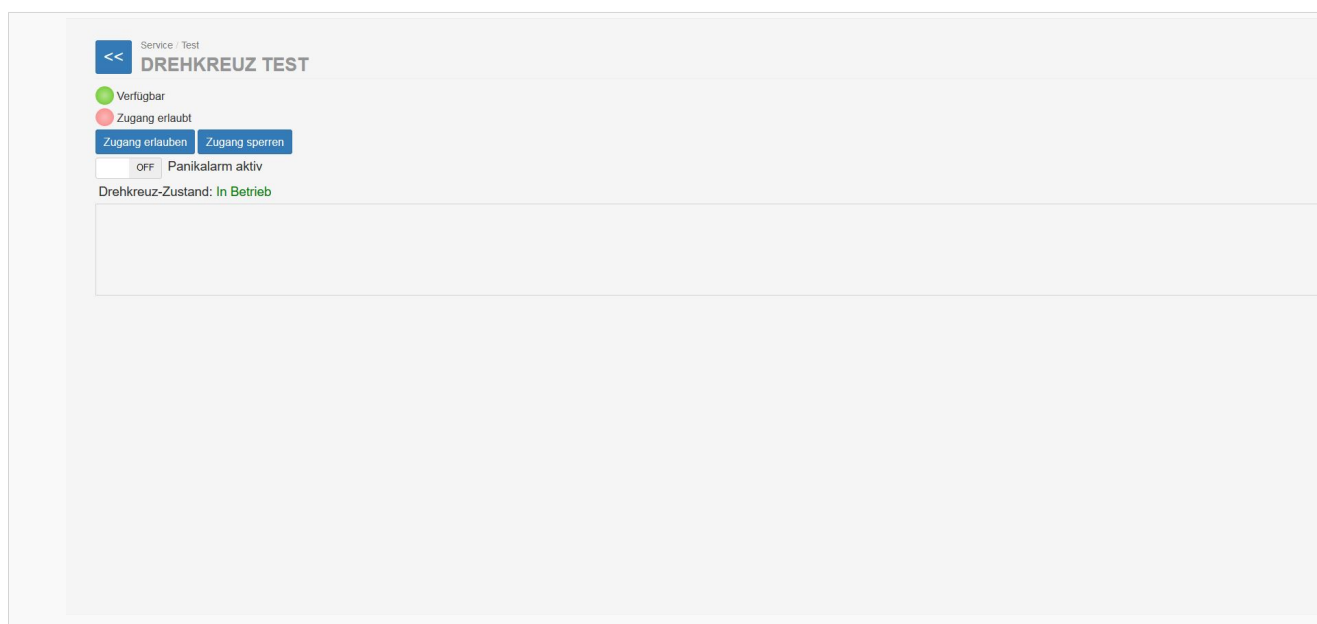 <<
Service / Test
DREHKREUZ TEST
Verfügbar
Zugang erlaubt
Zugang erlauben Zugang sperren
OFF Panikalarm aktiv
Drehkreuz-Zustand: In Betrieb